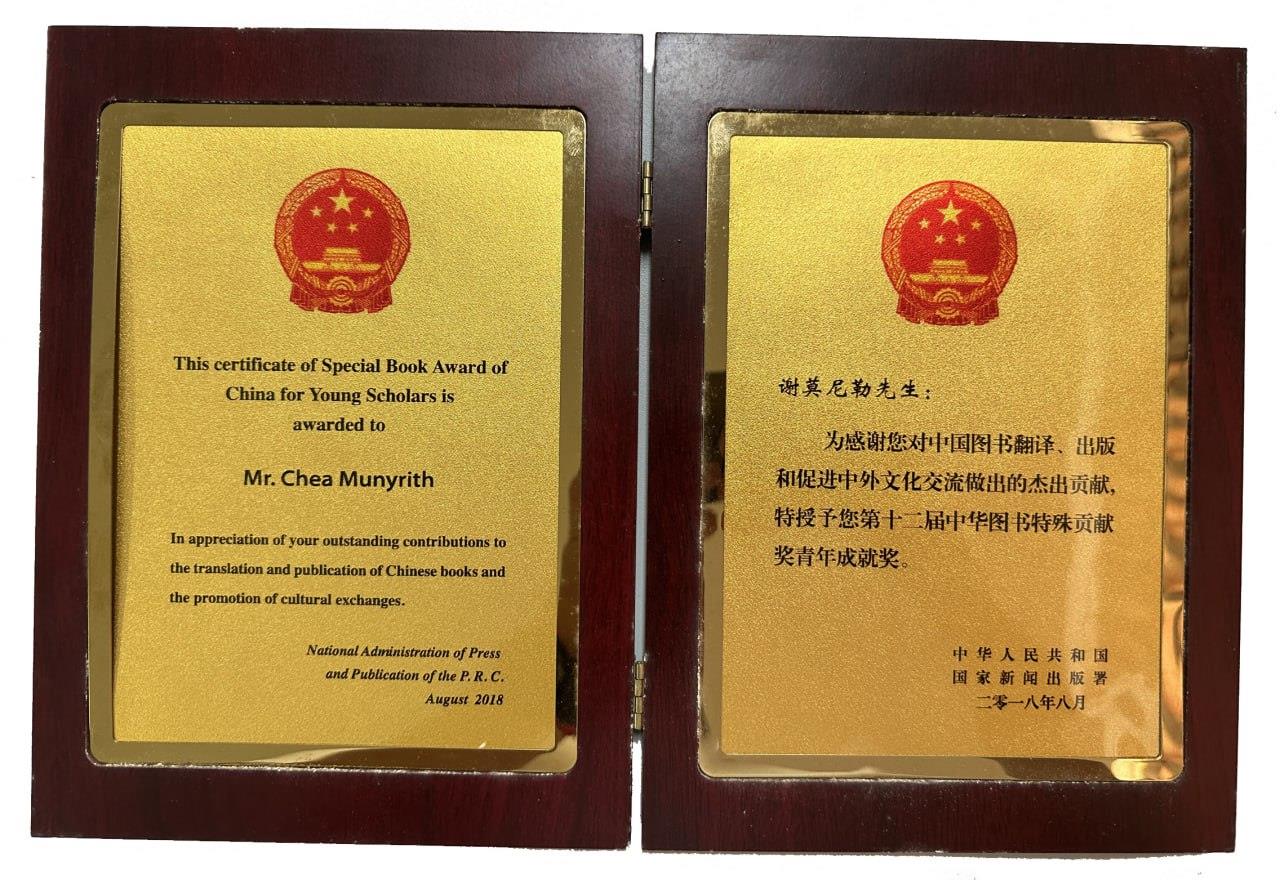 This certificate of Special Book Award of
China for Young Scholars is
awarded to
Mr. Chea Munyrith
In appreciation of your outstanding contributions to
the translation and publication of Chinese books and
the promotion of cultural exchanges.
National Administration of Press
and Publication of the P. R. C.
August 2018
谢莫尼勒先生：
为感谢您对中国图书翻译、出版
和促进中外文化交流做出的杰出贡献,
特授予您第十二届中华图书特殊贡献
奖青年成就奖。
中华人民共和国
国家新闻出版署
二零一八年八月